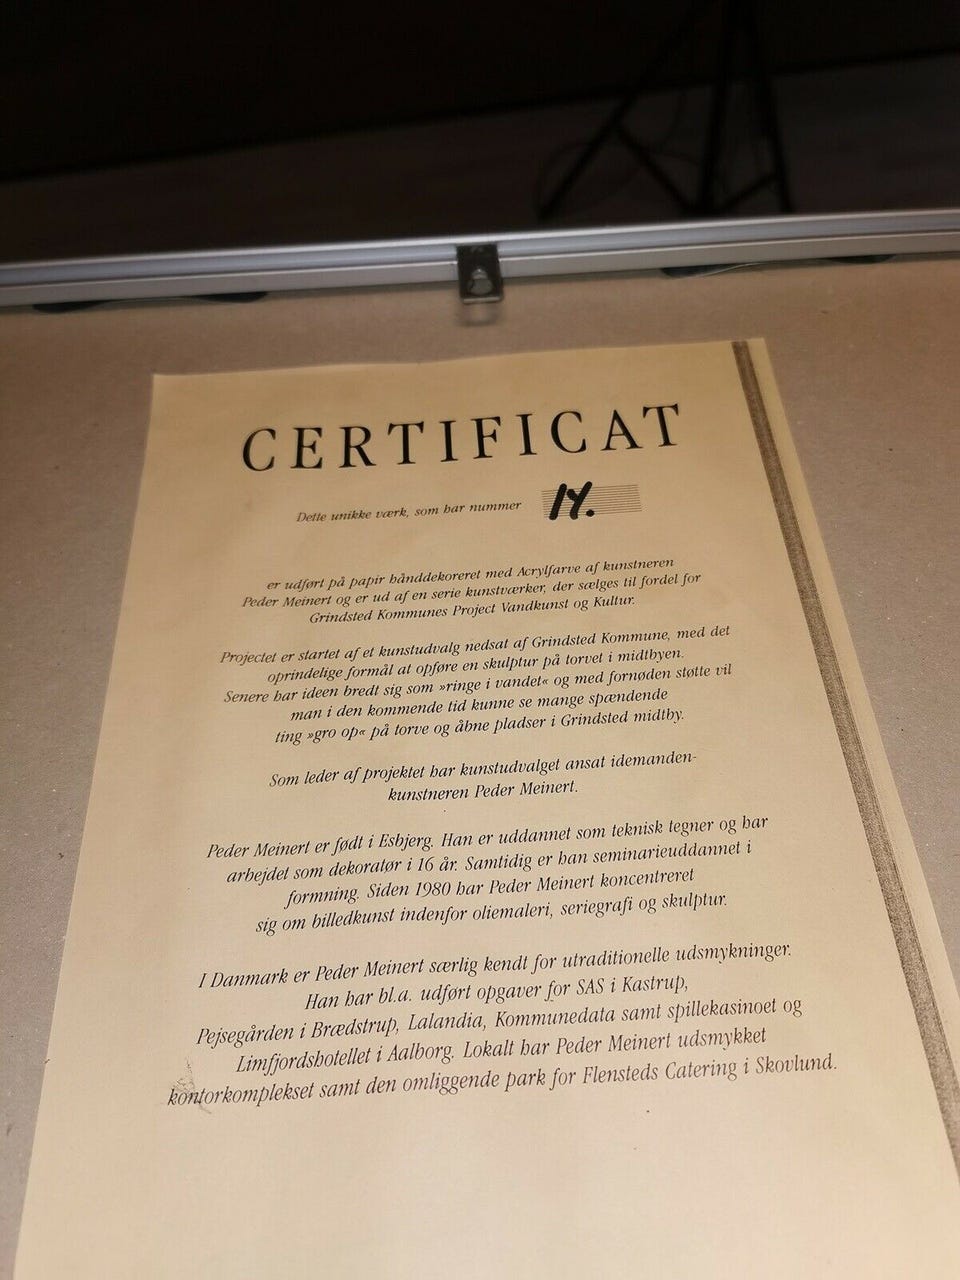 CERTIFICAT
Dette unikke værk, som har nummer 14.
er udført på papir hånddekoreret med Acrylfarve af kunstneren
Peder Meinert og er ud af en serie kunstværker, der sælges til fordel for
Grindsted Kommunes Project Vandkunst og Kultur.
Projectet er startet af et kunstudvalg nedsat af Grindsted Kommune, med det
oprindelige formål at opføre en skulptur på torvet i midtbyen.
Senere har ideen bredt sig som »ringe i vandet« og med fornøden støtte vil
man i den kommende tid kunne se mange spændende
ting »gro op« på torve og åbne pladser i Grindsted midtby.
Som leder af projektet har kunstudvalget ansat idemanden-
kunstneren Peder Meinert.
Peder Meinert er født i Esbjerg. Han er uddannet som teknisk tegner og har
arbejdet som dekoratør i 16 år. Samtidig er han seminarieuddannet i
formning. Siden 1980 har Peder Meinert koncentreret
sig om billedkunst indenfor oliemaleri, seriegrafi og skulptur.
I Danmark er Peder Meinert særlig kendt for utraditionelle udsmykninger.
Han har bl.a. udført opgaver for SAS i Kastrup,
Pejsegården i Brædstrup, Lalandia, Kommunedata samt spillekasinoet og
Limfjordshotellet i Aalborg. Lokalt har Peder Meinert udsmykket
kontorkomplekset samt den omliggende park for Flensteds Catering i Skovlund.